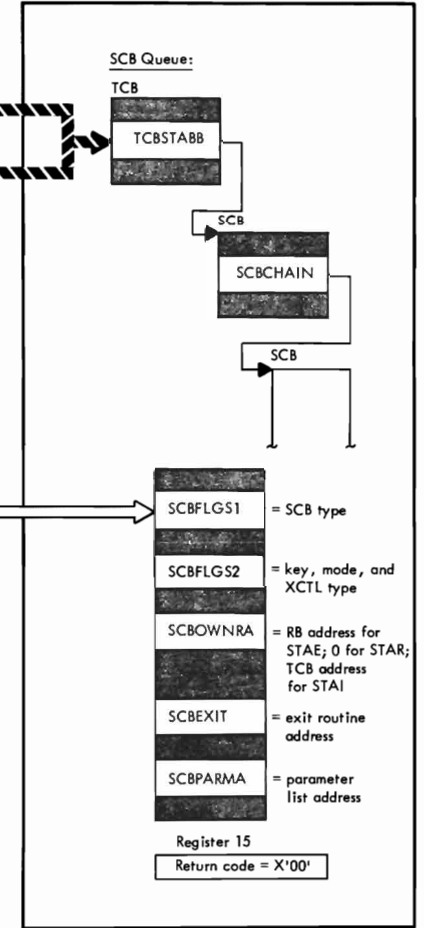 SCB Queue:
TCB
TCBSTABB
SCB
SCBCHAIN
SCB
SCBFLGS1 = SCB type
SCBFLGS2 = key, mode, and
XCTL type
SCBOWNRA = RB address for
STAE; 0 for STAR;
TCB address
for STAI
SCBEXIT = exit routine
address
SCBPARMA = parameter
list address
Register 15
Return code = X'00'